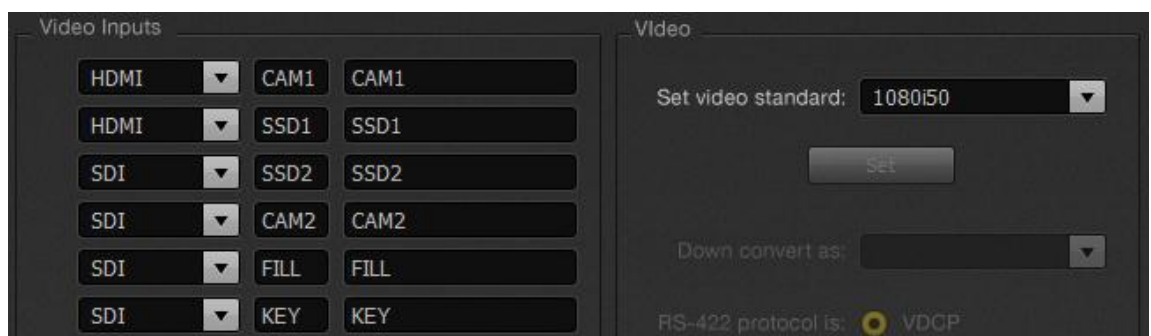 Video Inputs
HDMI CAM1 CAM1
HDMI SSD1 SSD1
SDI SSD2 SSD2
SDI CAM2 CAM2
SDI FILL FILL
SDI KEY KEY
VIdeo
Set video standard: 1080i50
Set
Down convert as:
RS-422 protocol is: VDCP